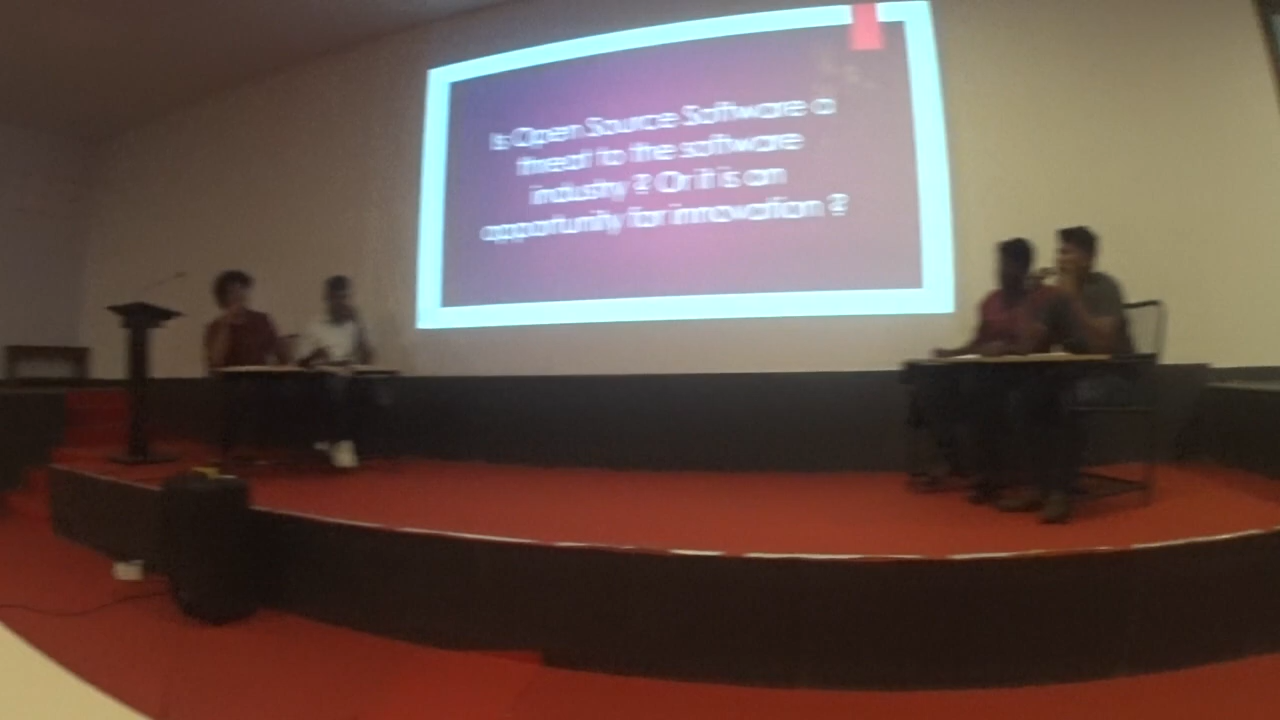 Is Open Source Software a
threat to the software
industry ? Or it is an
opportunity for innovation ?